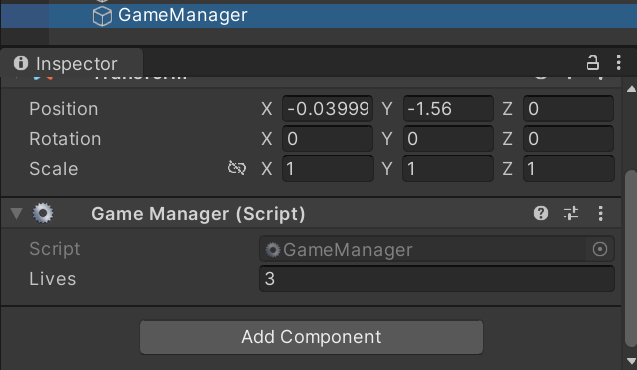 GameManager
Inspector
Transform
Position X -0.03999 Y -1.56 Z 0
Rotation X 0 Y 0 Z 0
Scale X 1 Y 1 Z 1
Game Manager (Script)
Script GameManager
Lives 3
Add Component